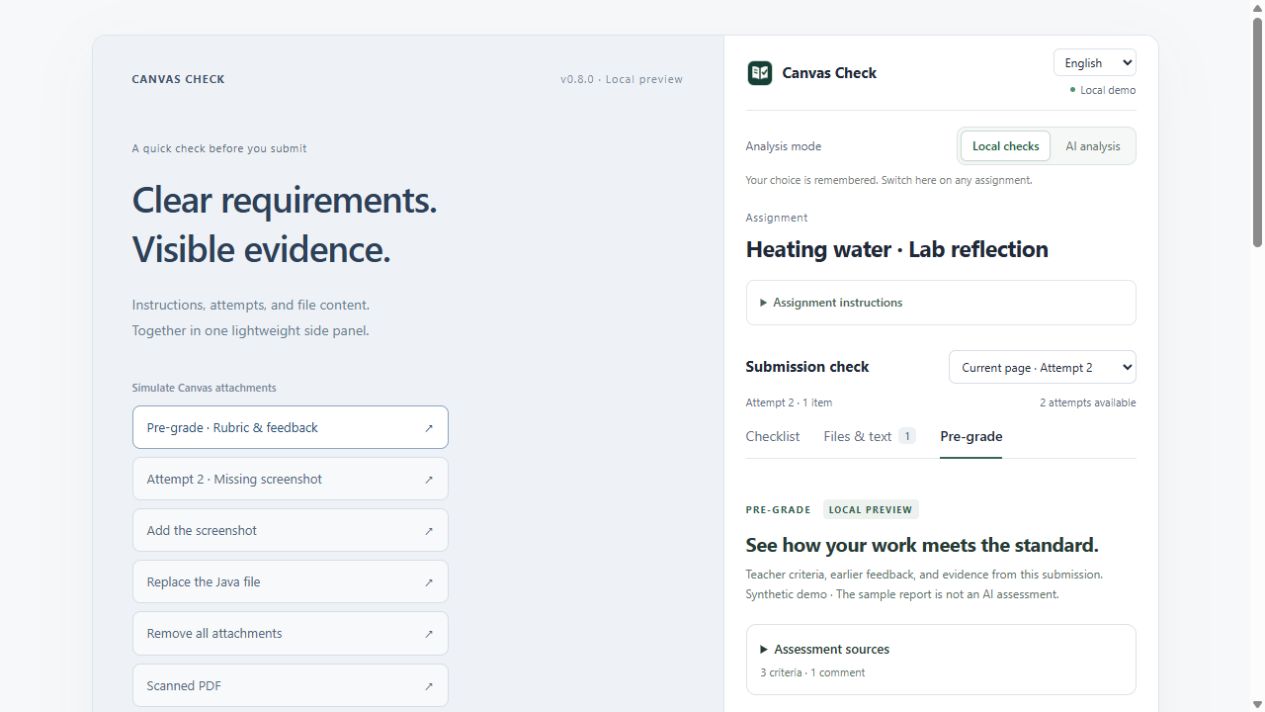 CANVAS CHECK
v0.8.0 · Local preview
A quick check before you submit
Clear requirements.
Visible evidence.
Instructions, attempts, and file content.
Together in one lightweight side panel.
Simulate Canvas attachments
Pre-grade · Rubric & feedback ↗
Attempt 2 · Missing screenshot ↗
Add the screenshot ↗
Replace the Java file ↗
Remove all attachments ↗
Scanned PDF ↗
Canvas Check
English
Local demo
Analysis mode
Local checks
AI analysis
Your choice is remembered. Switch here on any assignment.
Assignment
Heating water · Lab reflection
Assignment instructions
Submission check
Current page · Attempt 2
Attempt 2 · 1 item
2 attempts available
Checklist
Files & text 1
Pre-grade
PRE-GRADE
LOCAL PREVIEW
See how your work meets the standard.
Teacher criteria, earlier feedback, and evidence from this submission.
Synthetic demo · The sample report is not an AI assessment.
Assessment sources
3 criteria · 1 comment